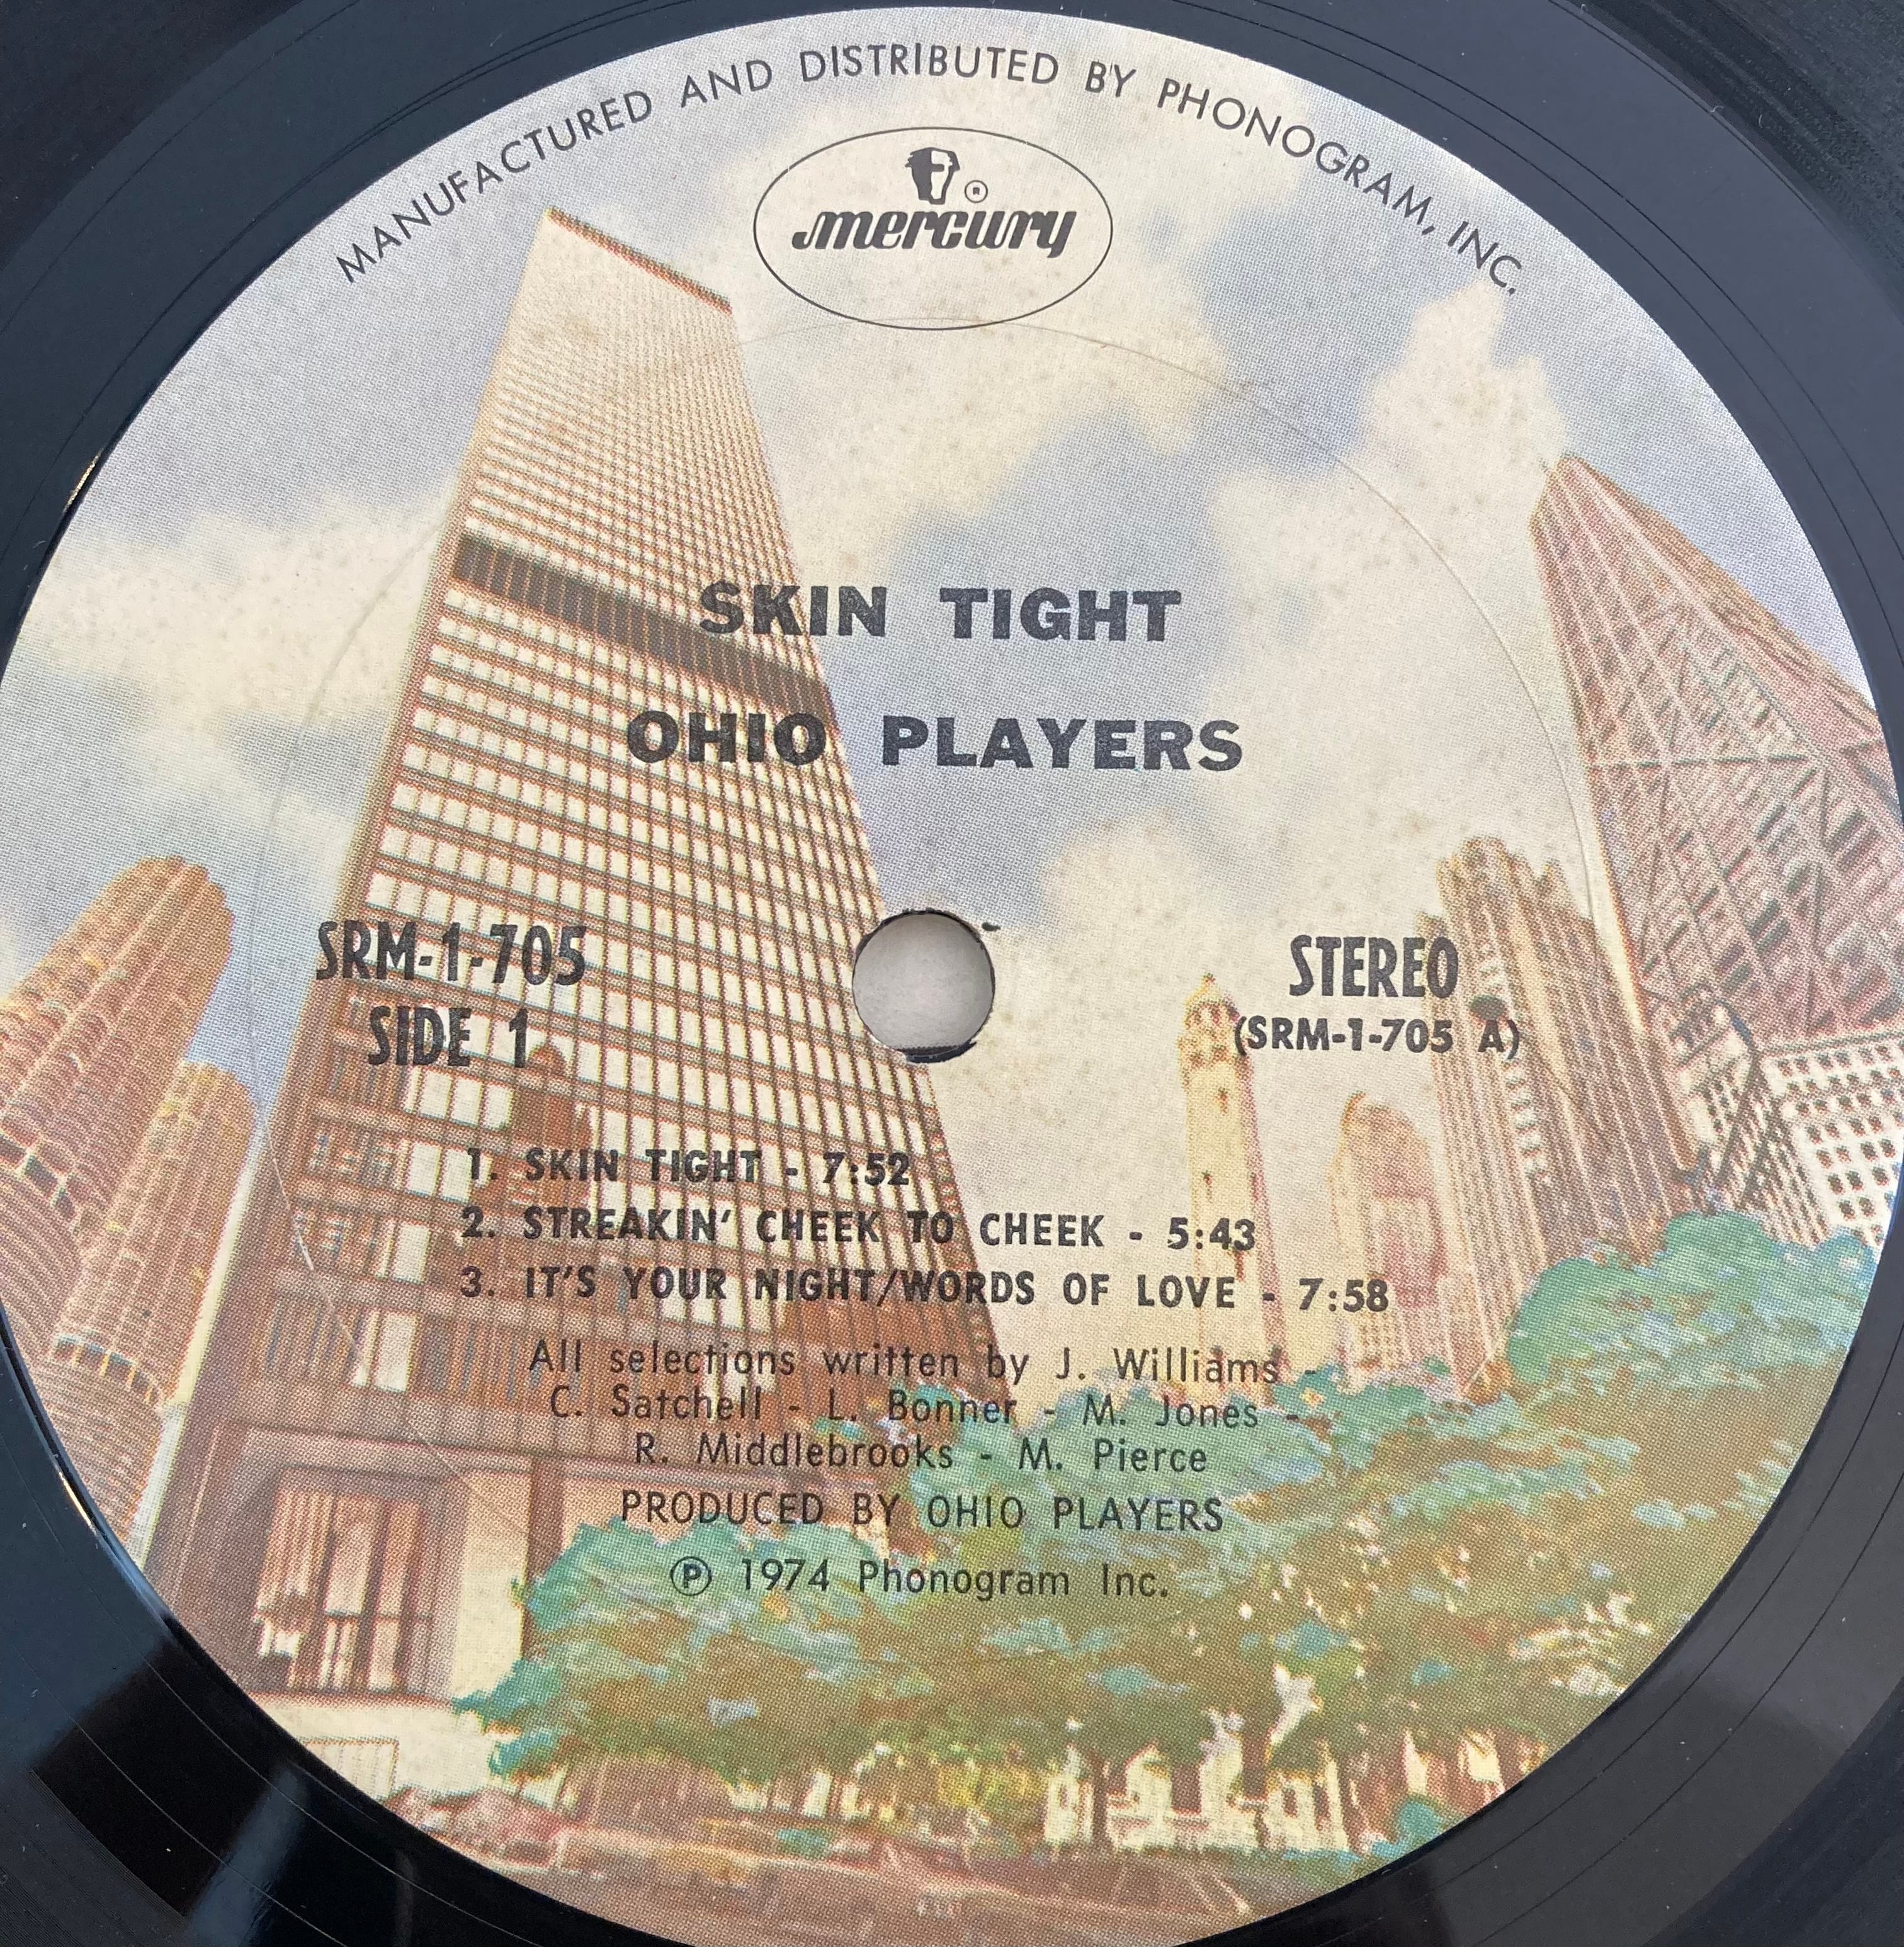 MANUFACTURED AND DISTRIBUTED BY PHONOGRAM, INC.
®
mercury
SKIN TIGHT
OHIO PLAYERS
SRM-1-705
SIDE 1
STEREO
(SRM-1-705 A)
1. SKIN TIGHT - 7:52
2. STREAKIN' CHEEK TO CHEEK - 5:43
3. IT'S YOUR NIGHT/WORDS OF LOVE - 7:58
All selections written by J. Williams -
C. Satchell - L. Bonner - M. Jones -
R. Middlebrooks - M. Pierce
PRODUCED BY OHIO PLAYERS
℗ 1974 Phonogram Inc.